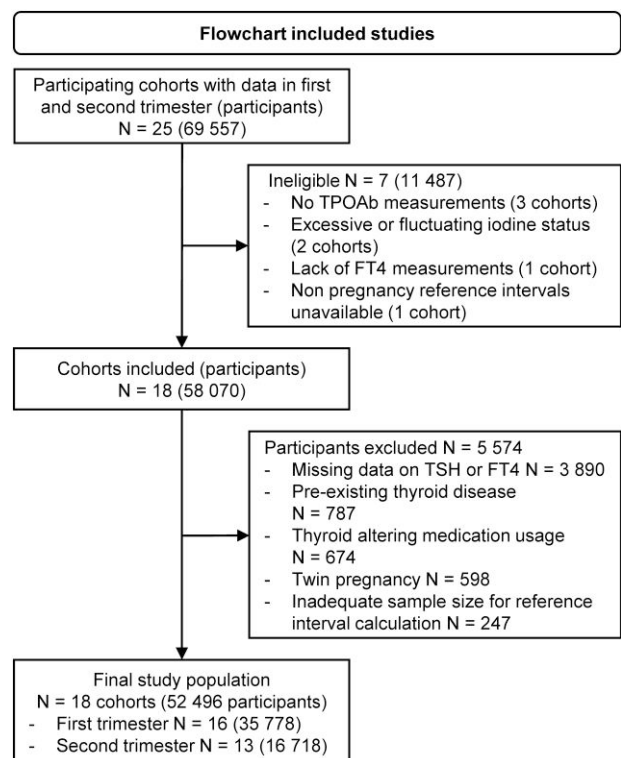 Flowchart included studies
Participating cohorts with data in first
and second trimester (participants)
N = 25 (69 557)
Ineligible N = 7 (11 487)
- No TPOAb measurements (3 cohorts)
- Excessive or fluctuating iodine status
(2 cohorts)
- Lack of FT4 measurements (1 cohort)
- Non pregnancy reference intervals
unavailable (1 cohort)
Cohorts included (participants)
N = 18 (58 070)
Participants excluded N = 5 574
- Missing data on TSH or FT4 N = 3 890
- Pre-existing thyroid disease
N = 787
- Thyroid altering medication usage
N = 674
- Twin pregnancy N = 598
- Inadequate sample size for reference
interval calculation N = 247
Final study population
N = 18 cohorts (52 496 participants)
- First trimester N = 16 (35 778)
- Second trimester N = 13 (16 718)